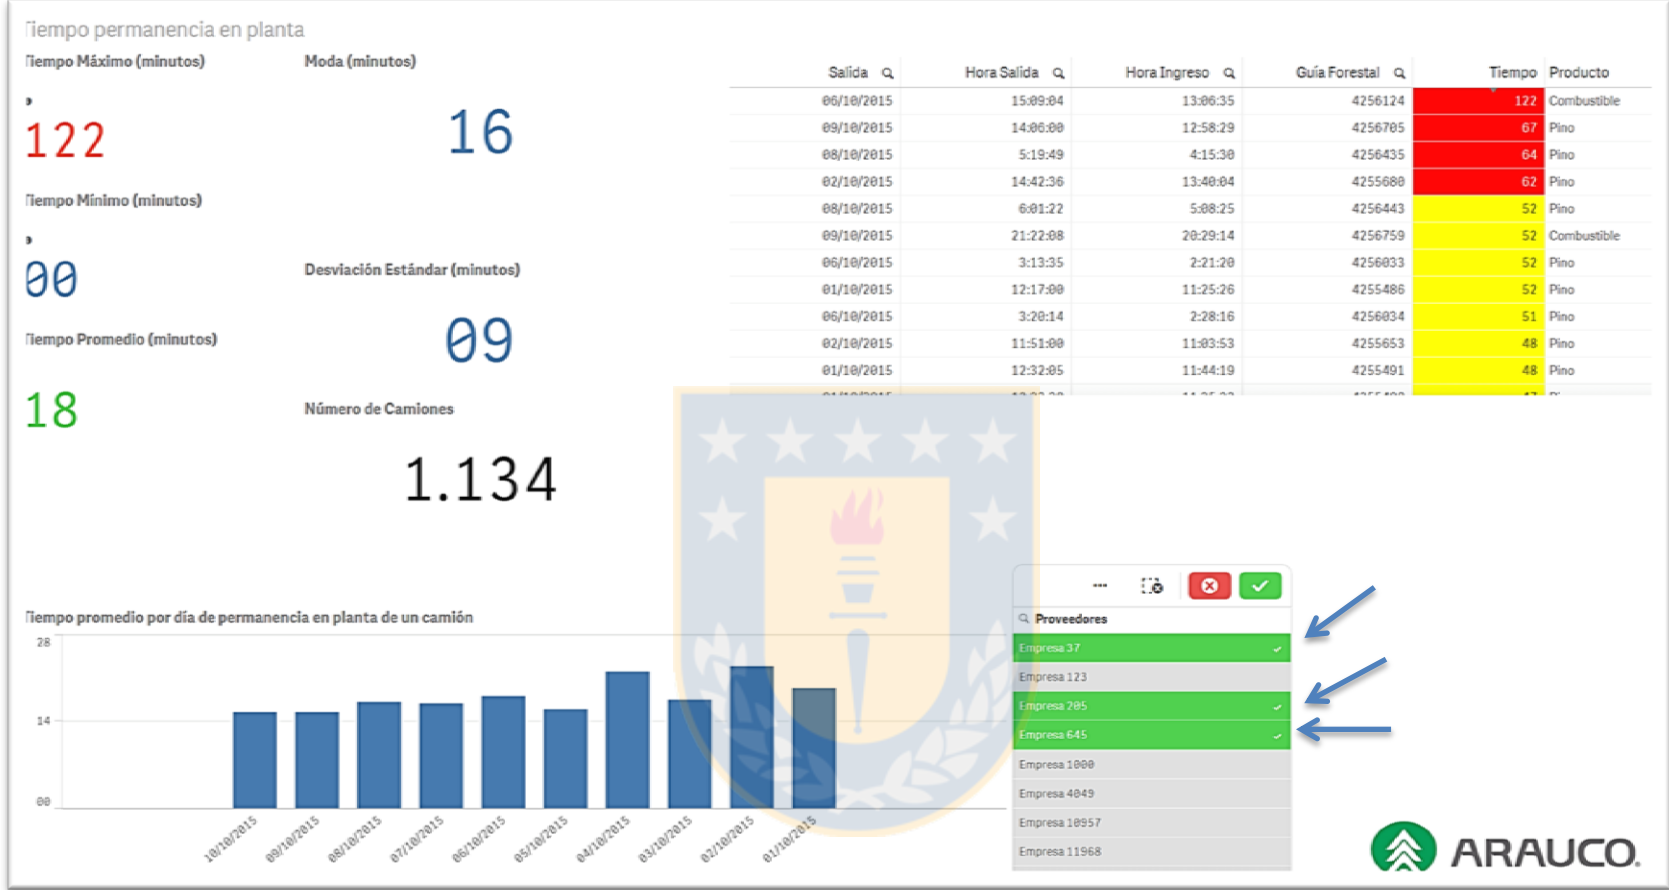 Tiempo permanencia en planta
Tiempo Máximo (minutos)
122
Tiempo Mínimo (minutos)
00
Tiempo Promedio (minutos)
18
Moda (minutos)
16
Desviación Estándar (minutos)
09
Número de Camiones
1.134
Salida Hora Salida Hora Ingreso Guía Forestal Tiempo Producto
06/10/2015 15:09:04 13:06:35 4256124 122 Combustible
09/10/2015 14:06:00 12:58:29 4256705 67 Pino
08/10/2015 5:19:49 4:15:30 4256435 64 Pino
02/10/2015 14:42:36 13:40:04 4255680 62 Pino
08/10/2015 6:01:22 5:08:25 4256443 52 Pino
09/10/2015 21:22:08 20:29:14 4256759 52 Combustible
06/10/2015 3:13:35 2:21:20 4256033 52 Pino
01/10/2015 12:17:00 11:25:26 4255486 52 Pino
06/10/2015 3:20:14 2:28:16 4256034 51 Pino
02/10/2015 11:51:00 11:03:53 4255653 48 Pino
01/10/2015 12:32:05 11:44:19 4255491 48 Pino
Tiempo promedio por día de permanencia en planta de un camión
28
14
00
10/10/2015 09/10/2015 08/10/2015 07/10/2015 06/10/2015 05/10/2015 04/10/2015 03/10/2015 02/10/2015 01/10/2015
Proveedores
Empresa 37
Empresa 123
Empresa 205
Empresa 645
Empresa 1000
Empresa 4049
Empresa 10957
Empresa 11968
ARAUCO